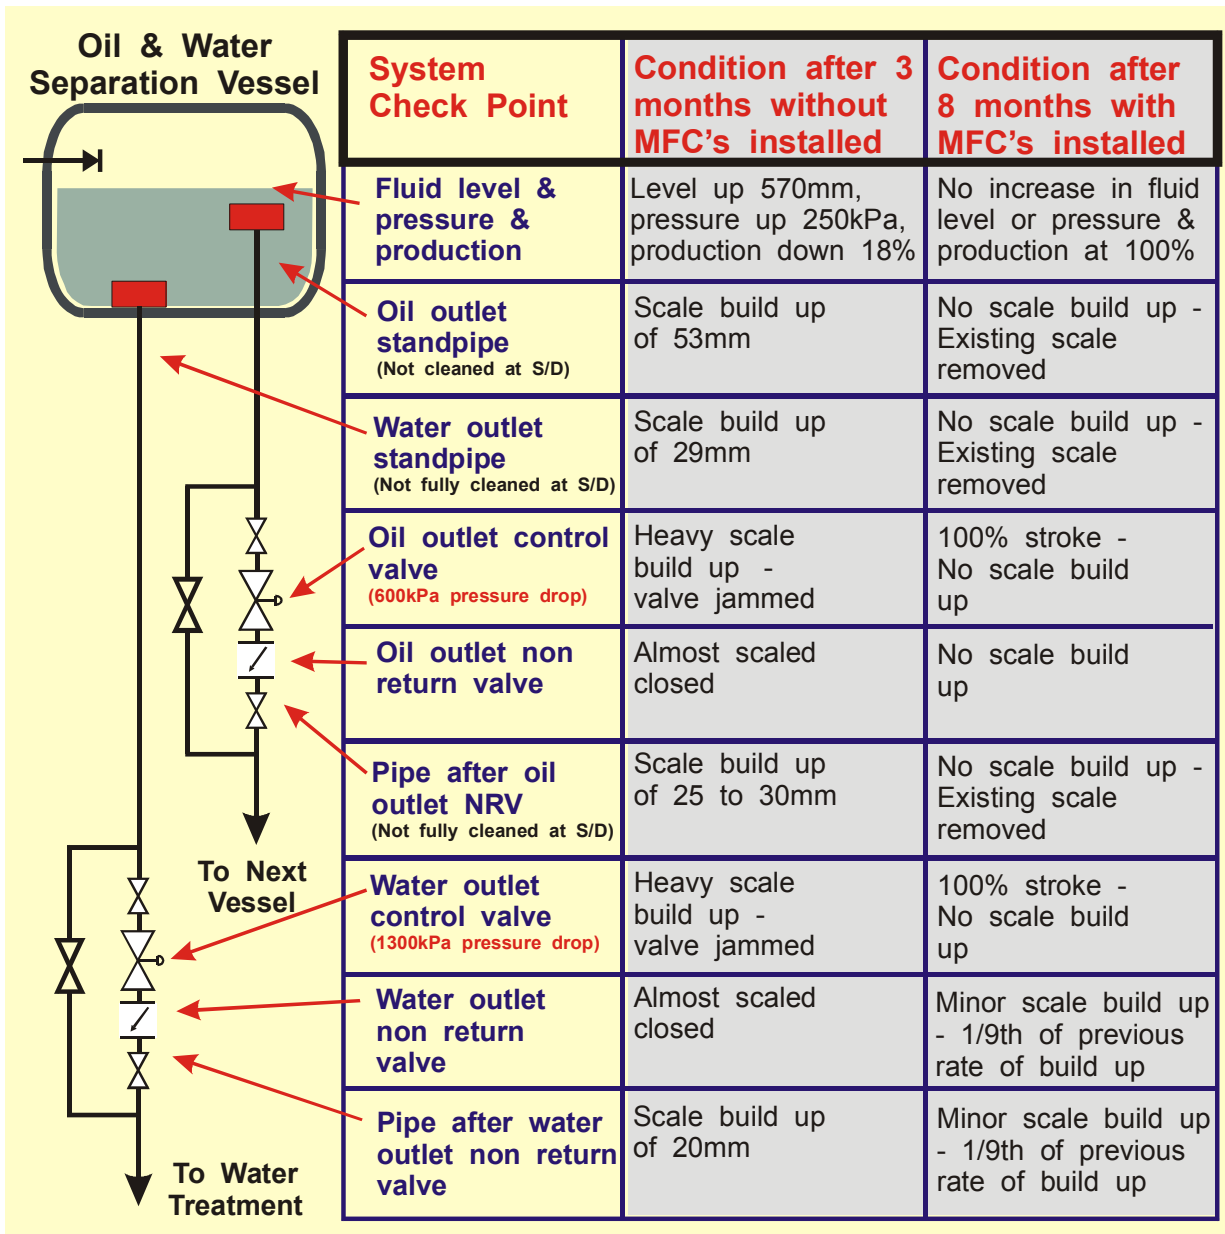 Oil & Water
Separation Vessel
To Next
Vessel
To Water
Treatment
System
Check Point
Condition after 3
months without
MFC's installed
Condition after
8 months with
MFC's installed
Fluid level &
pressure &
production
Level up 570mm,
pressure up 250kPa,
production down 18%
No increase in fluid
level or pressure &
production at 100%
Oil outlet
standpipe
(Not cleaned at S/D)
Scale build up
of 53mm
No scale build up -
Existing scale
removed
Water outlet
standpipe
(Not fully cleaned at S/D)
Scale build up
of 29mm
No scale build up -
Existing scale
removed
Oil outlet control
valve
(600kPa pressure drop)
Heavy scale
build up -
valve jammed
100% stroke -
No scale build
up
Oil outlet non
return valve
Almost scaled
closed
No scale build
up
Pipe after oil
outlet NRV
(Not fully cleaned at S/D)
Scale build up
of 25 to 30mm
No scale build up -
Existing scale
removed
Water outlet
control valve
(1300kPa pressure drop)
Heavy scale
build up -
valve jammed
100% stroke -
No scale build
up
Water outlet
non return
valve
Almost scaled
closed
Minor scale build up
- 1/9th of previous
rate of build up
Pipe after water
outlet non return
valve
Scale build up
of 20mm
Minor scale build up
- 1/9th of previous
rate of build up